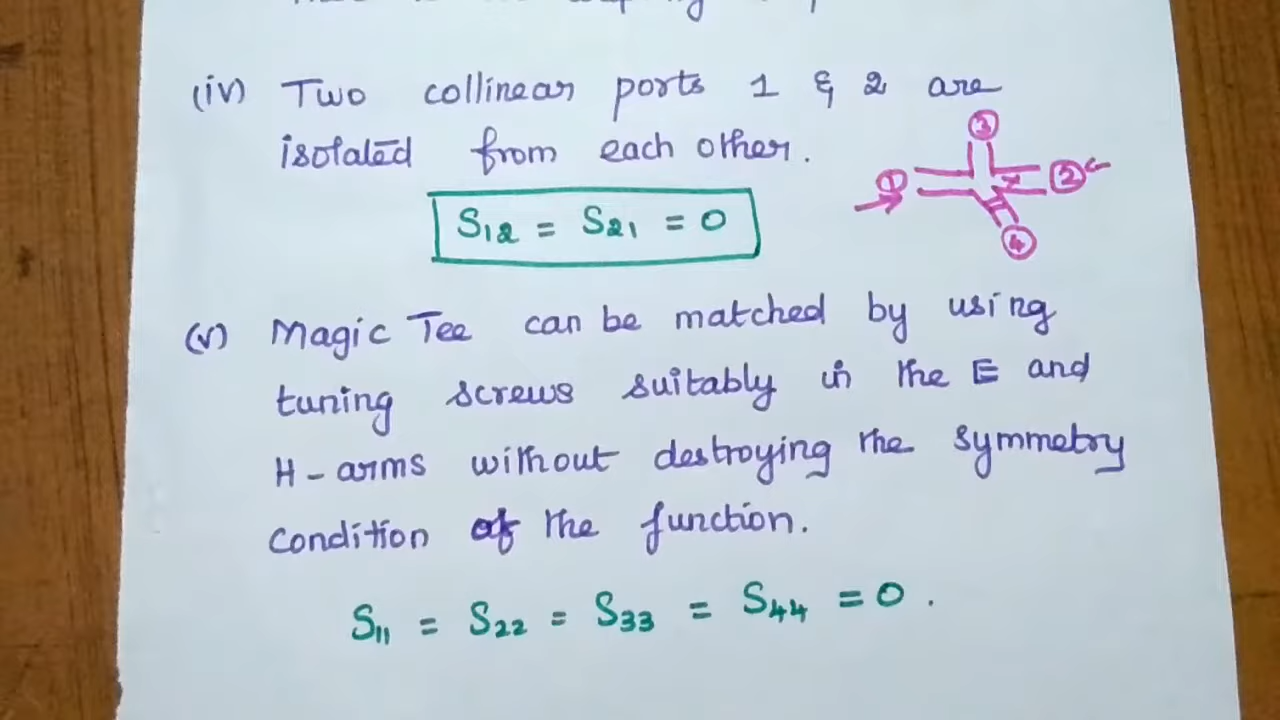 (iv) Two collinear ports 1 & 2 are
isolated from each other.
S12 = S21 = 0
3
1
2
4
(v) Magic Tee can be matched by using
tuning screws suitably in the E and
H-arms without destroying the symmetry
condition of the function.
S11 = S22 = S33 = S44 = 0.